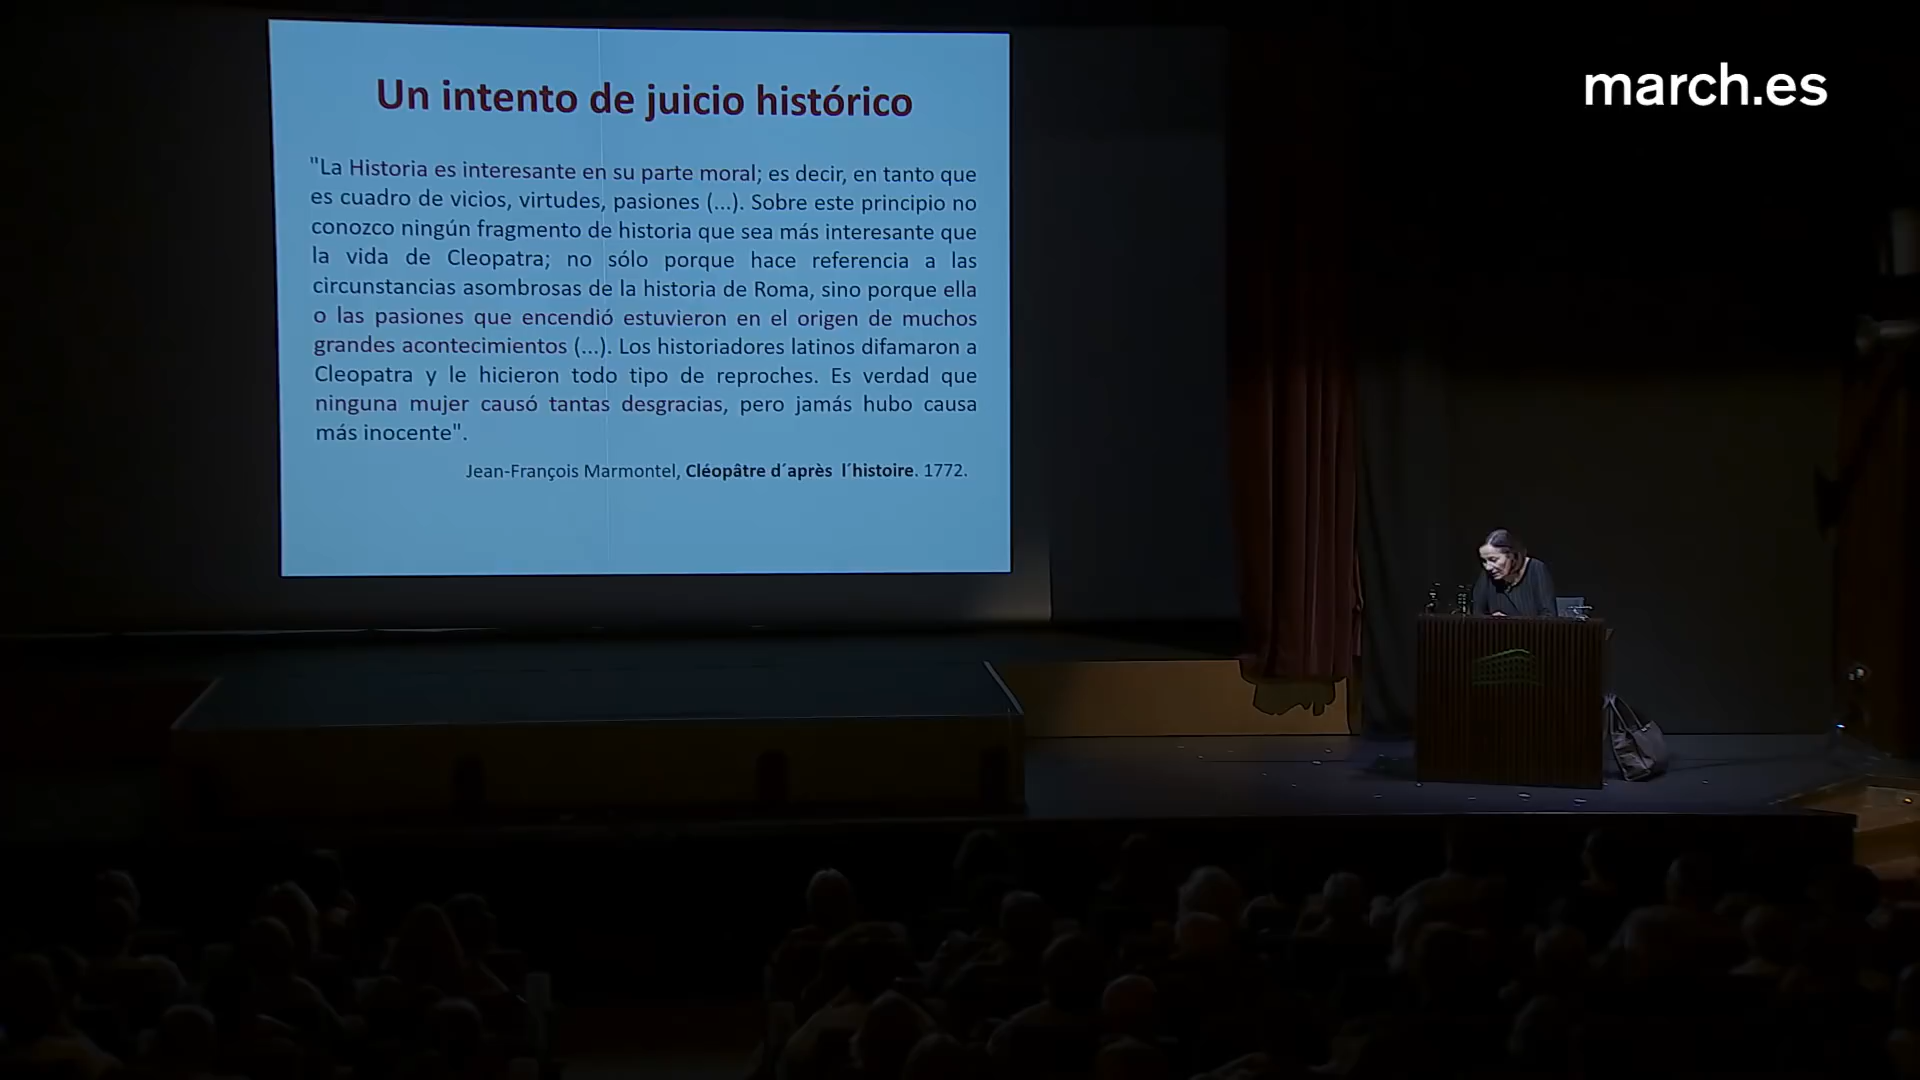 march.es
Un intento de juicio histórico
"La Historia es interesante en su parte moral; es decir, en tanto que
es cuadro de vicios, virtudes, pasiones (...). Sobre este principio no
conozco ningún fragmento de historia que sea más interesante que
la vida de Cleopatra; no sólo porque hace referencia a las
circunstancias asombrosas de la historia de Roma, sino porque ella
o las pasiones que encendió estuvieron en el origen de muchos
grandes acontecimientos (...). Los historiadores latinos difamaron a
Cleopatra y le hicieron todo tipo de reproches. Es verdad que
ninguna mujer causó tantas desgracias, pero jamás hubo causa
más inocente".
Jean-François Marmontel, Cléopâtre d´après l´histoire. 1772.